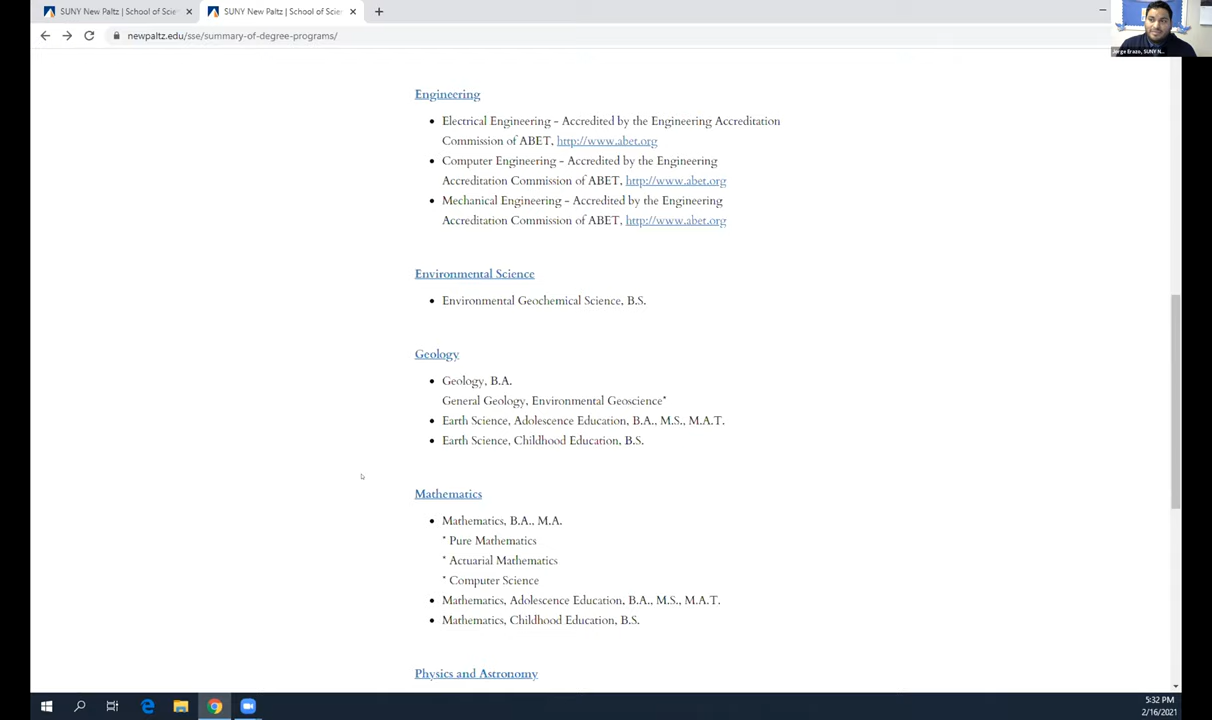 SUNY New Paltz | School of Scie
SUNY New Paltz | School of Scie
newpaltz.edu/sse/summary-of-degree-programs/
Jorge Erazo, SUNY N...
Engineering
Electrical Engineering - Accredited by the Engineering Accreditation
Commission of ABET, http://www.abet.org
Computer Engineering - Accredited by the Engineering
Accreditation Commission of ABET, http://www.abet.org
Mechanical Engineering - Accredited by the Engineering
Accreditation Commission of ABET, http://www.abet.org
Environmental Science
Environmental Geochemical Science, B.S.
Geology
Geology, B.A.
General Geology, Environmental Geoscience*
Earth Science, Adolescence Education, B.A., M.S., M.A.T.
Earth Science, Childhood Education, B.S.
Mathematics
Mathematics, B.A.. M.A.
* Pure Mathematics
* Actuarial Mathematics
* Computer Science
Mathematics, Adolescence Education, B.A., M.S., M.A.T.
Mathematics, Childhood Education, B.S.
Physics and Astronomy
5:32 PM
2/16/2021